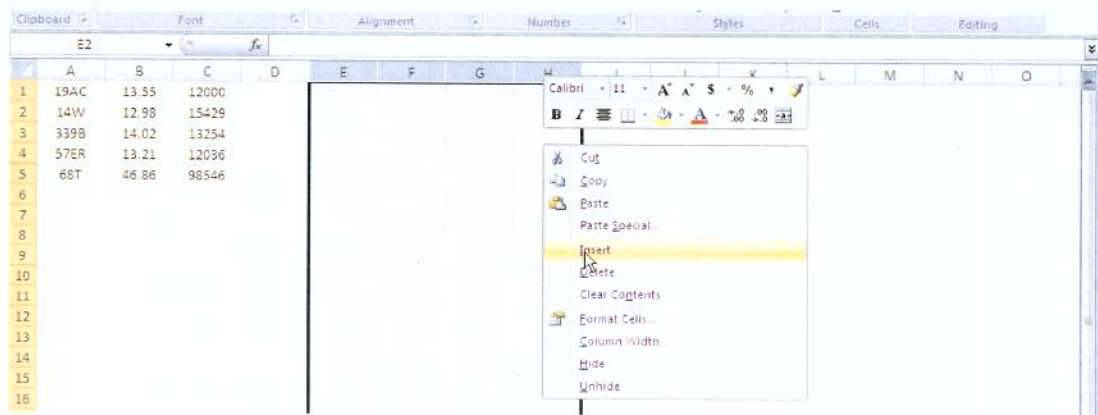 Clipboard Font Alignment Number Styles Cells Editing
E2 fx
A B C D E F G H K L M N O
1 19AC 13.55 12000
2 14W 12.98 15429
3 339B 14.02 13254
4 57ER 13.21 12036
5 68T 46.86 98546
6
7
8
9
10
11
12
13
14
15
16
Calibri 11 A A $ % ,
B I A .00 .00
Cut
Copy
Paste
Paste Special...
Insert
Delete
Clear Contents
Format Cells...
Column Width...
Hide
Unhide